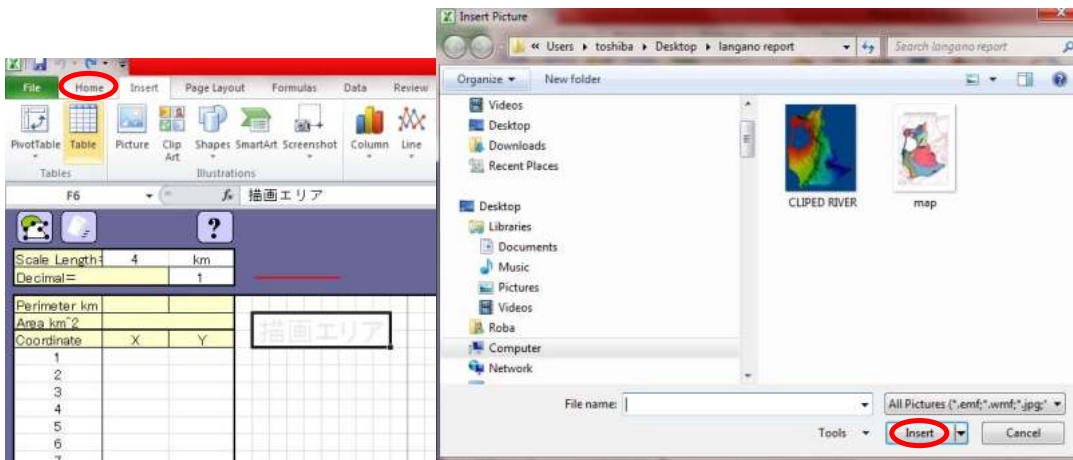 File Home Insert Page Layout Formulas Data Review
PivotTable Table Picture Clip Art Shapes SmartArt Screenshot Column Line
Tables Illustrations
F6 fx 描画エリア
?
Scale Length= 4 km
Decimal= 1
Perimeter km
Area km^2
Coordinate X Y
描画エリア
1
2
3
4
5
6
7
Insert Picture
« Users ▸ toshiba ▸ Desktop ▸ langano report
Search langano report
Organize New folder
Videos
Desktop
Downloads
Recent Places
Desktop
Libraries
Documents
Music
Pictures
Videos
Roba
Computer
Network
CLIPED RIVER map
File name: All Pictures (*.emf;*.wmf;*.jpg;*
Tools Insert Cancel